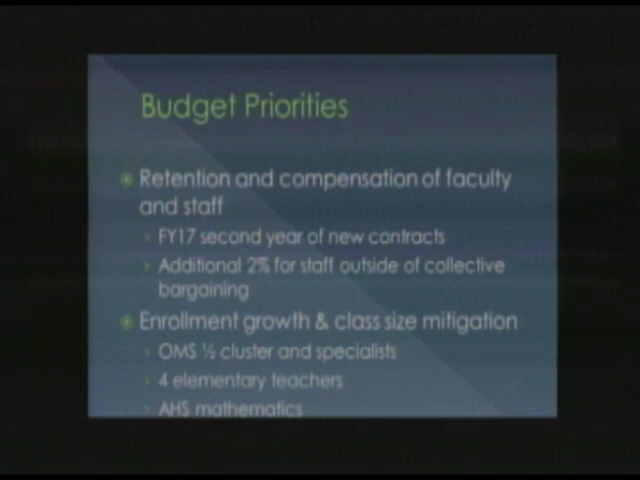 Budget Priorities
Retention and compensation of faculty
and staff
FY17 second year of new contracts
Additional 2% for staff outside of collective
bargaining
Enrollment growth & class size mitigation
OMS ½ cluster and specialists
4 elementary teachers
AHS mathematics